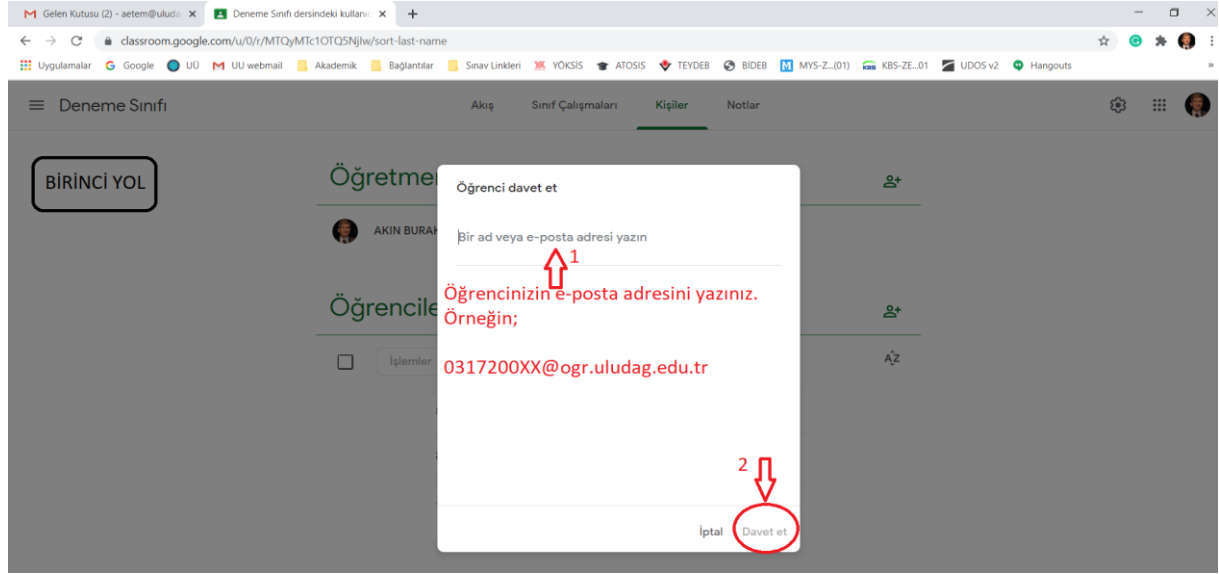 Gelen Kutusu (2) - aetem@uluda
Deneme Sınıfı dersindeki kullanıc
classroom.google.com/u/0/r/MTQyMTc1OTQ5NjIw/sort-last-name
Uygulamalar Google UÜ UU webmail Akademik Bağlantılar Sınav Linkleri YÖKSİS ATOSIS TEYDEB BİDEB MYS-Z...(01) KBS-ZE...01 UDOS v2 Hangouts »
Deneme Sınıfı Akış Sınıf Çalışmaları Kişiler Notlar
BİRİNCİ YOL
Öğretme
AKIN BURAK
Öğrencile
İşlemler
AZ
Öğrenci davet et
Bir ad veya e-posta adresi yazın
1
Öğrencinizin e-posta adresini yazınız.
Örneğin;
0317200XX@ogr.uludag.edu.tr
2
İptal Davet et